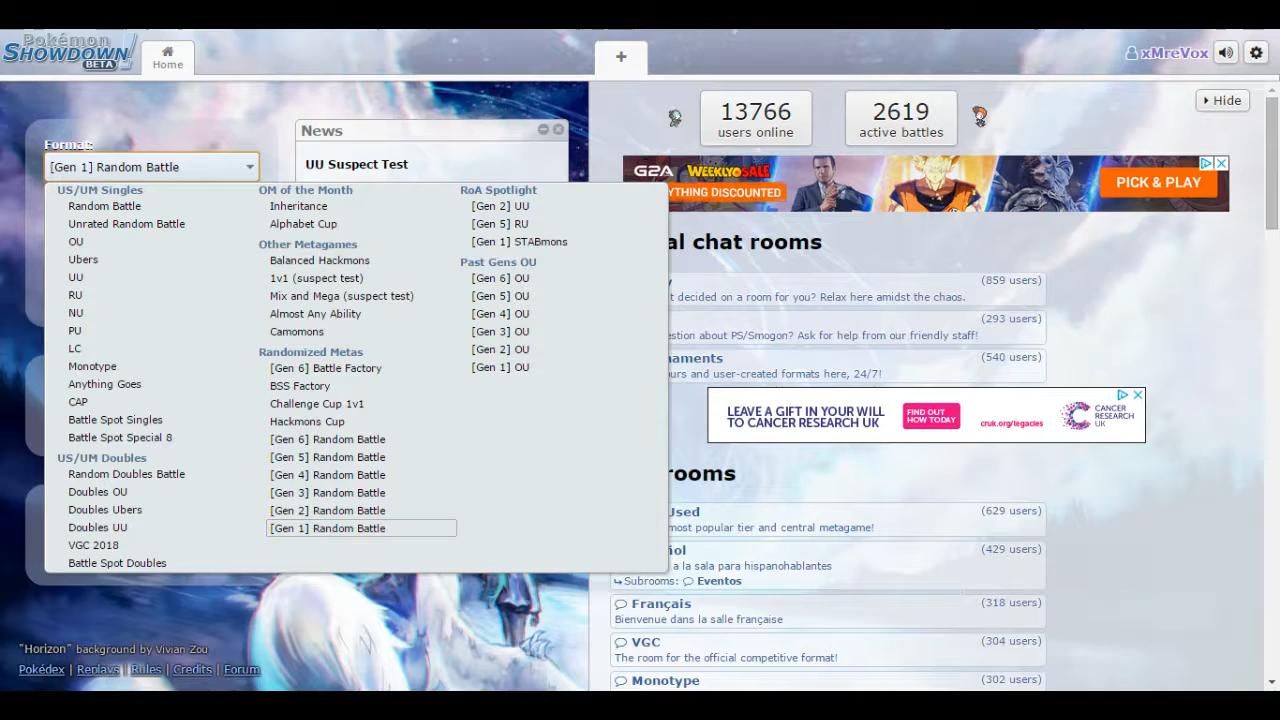 Pokémon
SHOWDOWN
BETA
Home
+
xMreVox
Format:
[Gen 1] Random Battle
News
UU Suspect Test
US/UM Singles
Random Battle
Unrated Random Battle
OU
Ubers
UU
RU
NU
PU
LC
Monotype
Anything Goes
CAP
Battle Spot Singles
Battle Spot Special 8
US/UM Doubles
Random Doubles Battle
Doubles OU
Doubles Ubers
Doubles UU
VGC 2018
Battle Spot Doubles
OM of the Month
Inheritance
Alphabet Cup
Other Metagames
Balanced Hackmons
1v1 (suspect test)
Mix and Mega (suspect test)
Almost Any Ability
Camomons
Randomized Metas
[Gen 6] Battle Factory
BSS Factory
Challenge Cup 1v1
Hackmons Cup
[Gen 6] Random Battle
[Gen 5] Random Battle
[Gen 4] Random Battle
[Gen 3] Random Battle
[Gen 2] Random Battle
[Gen 1] Random Battle
RoA Spotlight
[Gen 2] UU
[Gen 5] RU
[Gen 1] STABmons
Past Gens OU
[Gen 6] OU
[Gen 5] OU
[Gen 4] OU
[Gen 3] OU
[Gen 2] OU
[Gen 1] OU
"Horizon" background by Vivian Zou
Pokédex | Replays | Rules | Credits | Forum
13766
users online
2619
active battles
Hide
G2A WEEKLY SALE
DISCOUNTED
PICK & PLAY
chat rooms
(859 users)
decided on a room for you? Relax here amidst the chaos.
(293 users)
about PS/Smogon? Ask for help from our friendly staff!
(540 users)
and user-created formats here, 24/7!
LEAVE A GIFT IN YOUR WILL
TO CANCER RESEARCH UK
FIND OUT
HOW TODAY
cruk.org/legacies
CANCER
RESEARCH
UK
rooms
Used (629 users)
most popular tier and central metagame!
(429 users)
a la sala para hispanohablantes
Subrooms: Eventos
Français (318 users)
Bienvenue dans la salle française
VGC (304 users)
The room for the official competitive format!
Monotype (302 users)